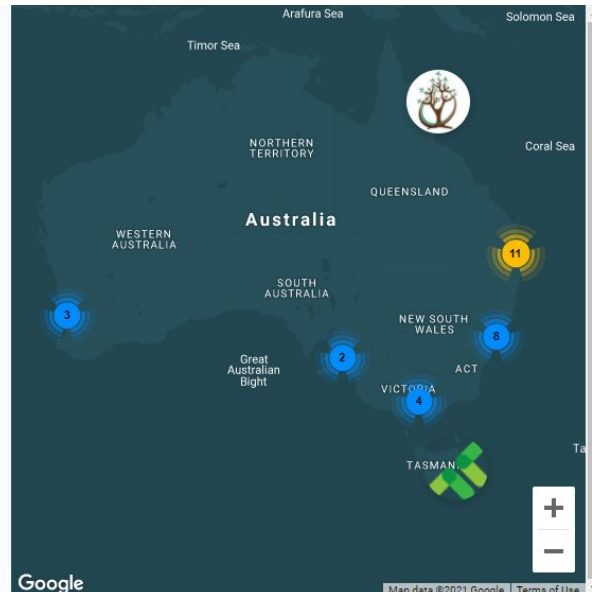 Arafura Sea
Solomon Sea
Timor Sea
NORTHERN
TERRITORY
Coral Sea
QUEENSLAND
Australia
WESTERN
AUSTRALIA
11
SOUTH
AUSTRALIA
3
NEW SOUTH
WALES
8
2
Great
Australian
Bight
ACT
VICTORIA
4
Ta
TASMAN
+
−
Google
Map data ©2021 Google
Terms of Use